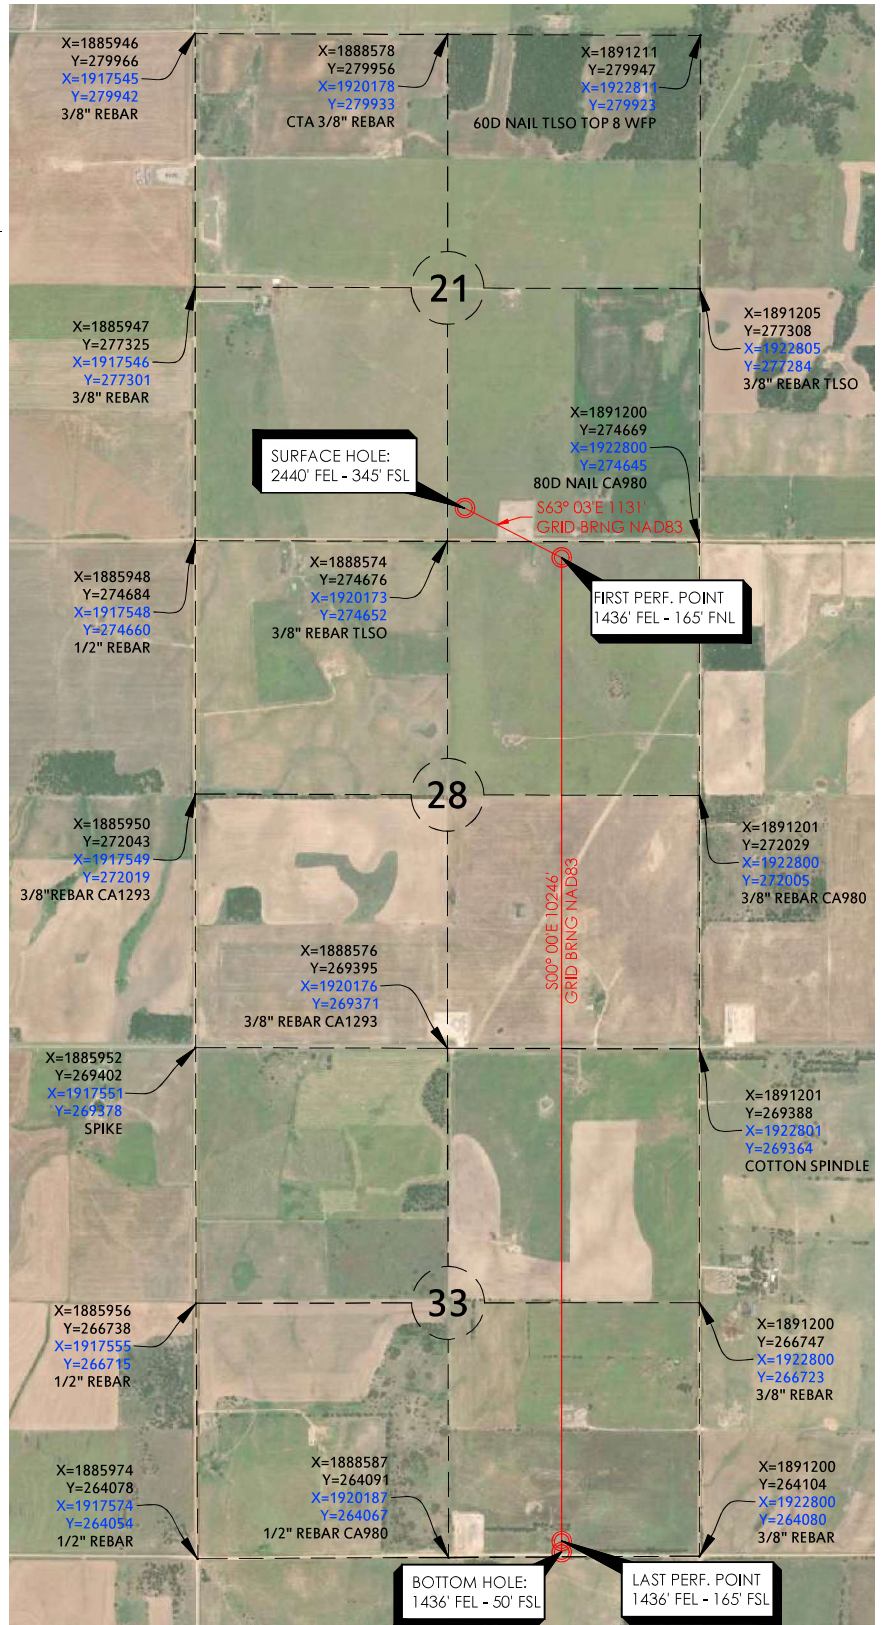 X=1885946
Y=279966
X=1917545
Y=279942
3/8" REBAR
X=1888578
Y=279956
X=1920178
Y=279933
CTA 3/8" REBAR
X=1891211
Y=279947
X=1922811
Y=279923
60D NAIL TLSO TOP 8 WFP
21
X=1885947
Y=277325
X=1917546
Y=277301
3/8" REBAR
X=1891205
Y=277308
X=1922805
Y=277284
3/8" REBAR TLSO
X=1891200
Y=274669
X=1922800
Y=274645
80D NAIL CA980
SURFACE HOLE:
2440' FEL - 345' FSL
S63° 03'E 1131'
GRID BRNG NAD83
X=1885948
Y=274684
X=1917548
Y=274660
1/2" REBAR
X=1888574
Y=274676
X=1920173
Y=274652
3/8" REBAR TLSO
FIRST PERF. POINT
1436' FEL - 165' FNL
28
X=1885950
Y=272043
X=1917549
Y=272019
3/8"REBAR CA1293
X=1891201
Y=272029
X=1922800
Y=272005
3/8" REBAR CA980
S00° 00'E 10246'
GRID BRNG NAD83
X=1888576
Y=269395
X=1920176
Y=269371
3/8" REBAR CA1293
X=1885952
Y=269402
X=1917551
Y=269378
SPIKE
X=1891201
Y=269388
X=1922801
Y=269364
COTTON SPINDLE
33
X=1885956
Y=266738
X=1917555
Y=266715
1/2" REBAR
X=1891200
Y=266747
X=1922800
Y=266723
3/8" REBAR
X=1885974
Y=264078
X=1917574
Y=264054
1/2" REBAR
X=1888587
Y=264091
X=1920187
Y=264067
1/2" REBAR CA980
X=1891200
Y=264104
X=1922800
Y=264080
3/8" REBAR
BOTTOM HOLE:
1436' FEL - 50' FSL
LAST PERF. POINT
1436' FEL - 165' FSL